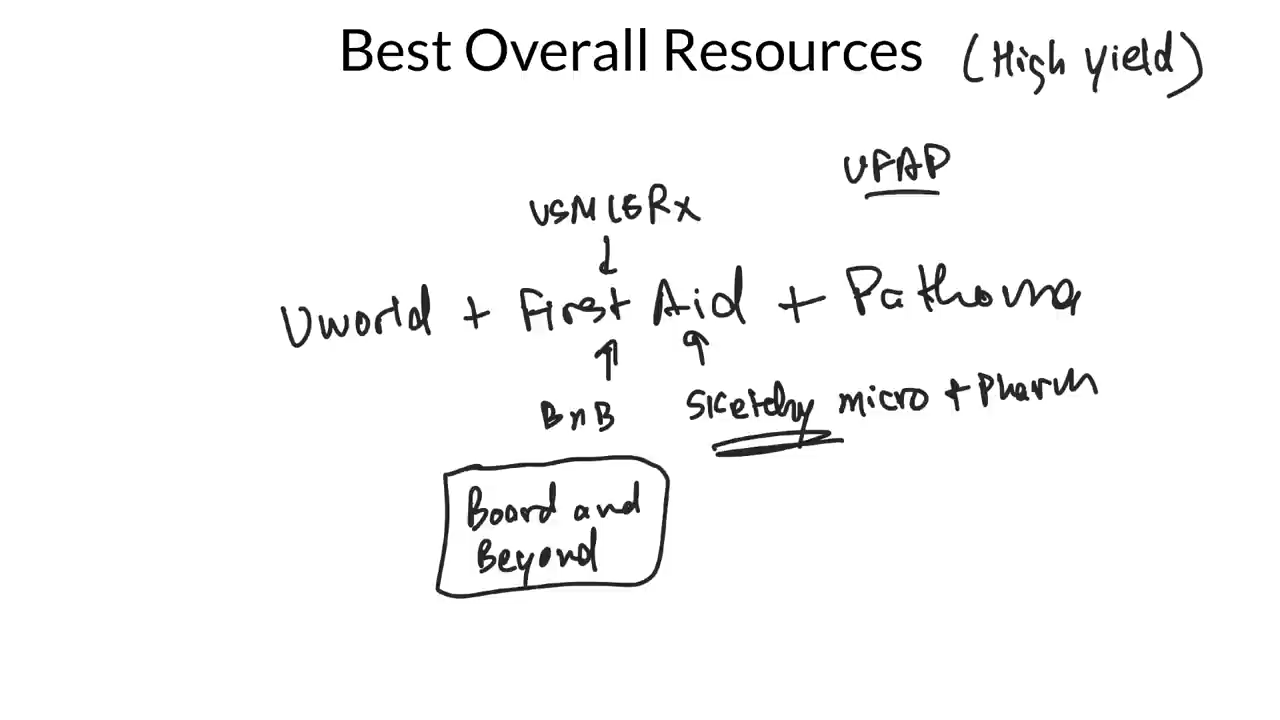 Best Overall Resources (High yield)
UFAP
USMLERx
Uworld + First Aid + Pathoma
BnB
Sketchy micro + Pharm
Board and
Beyond